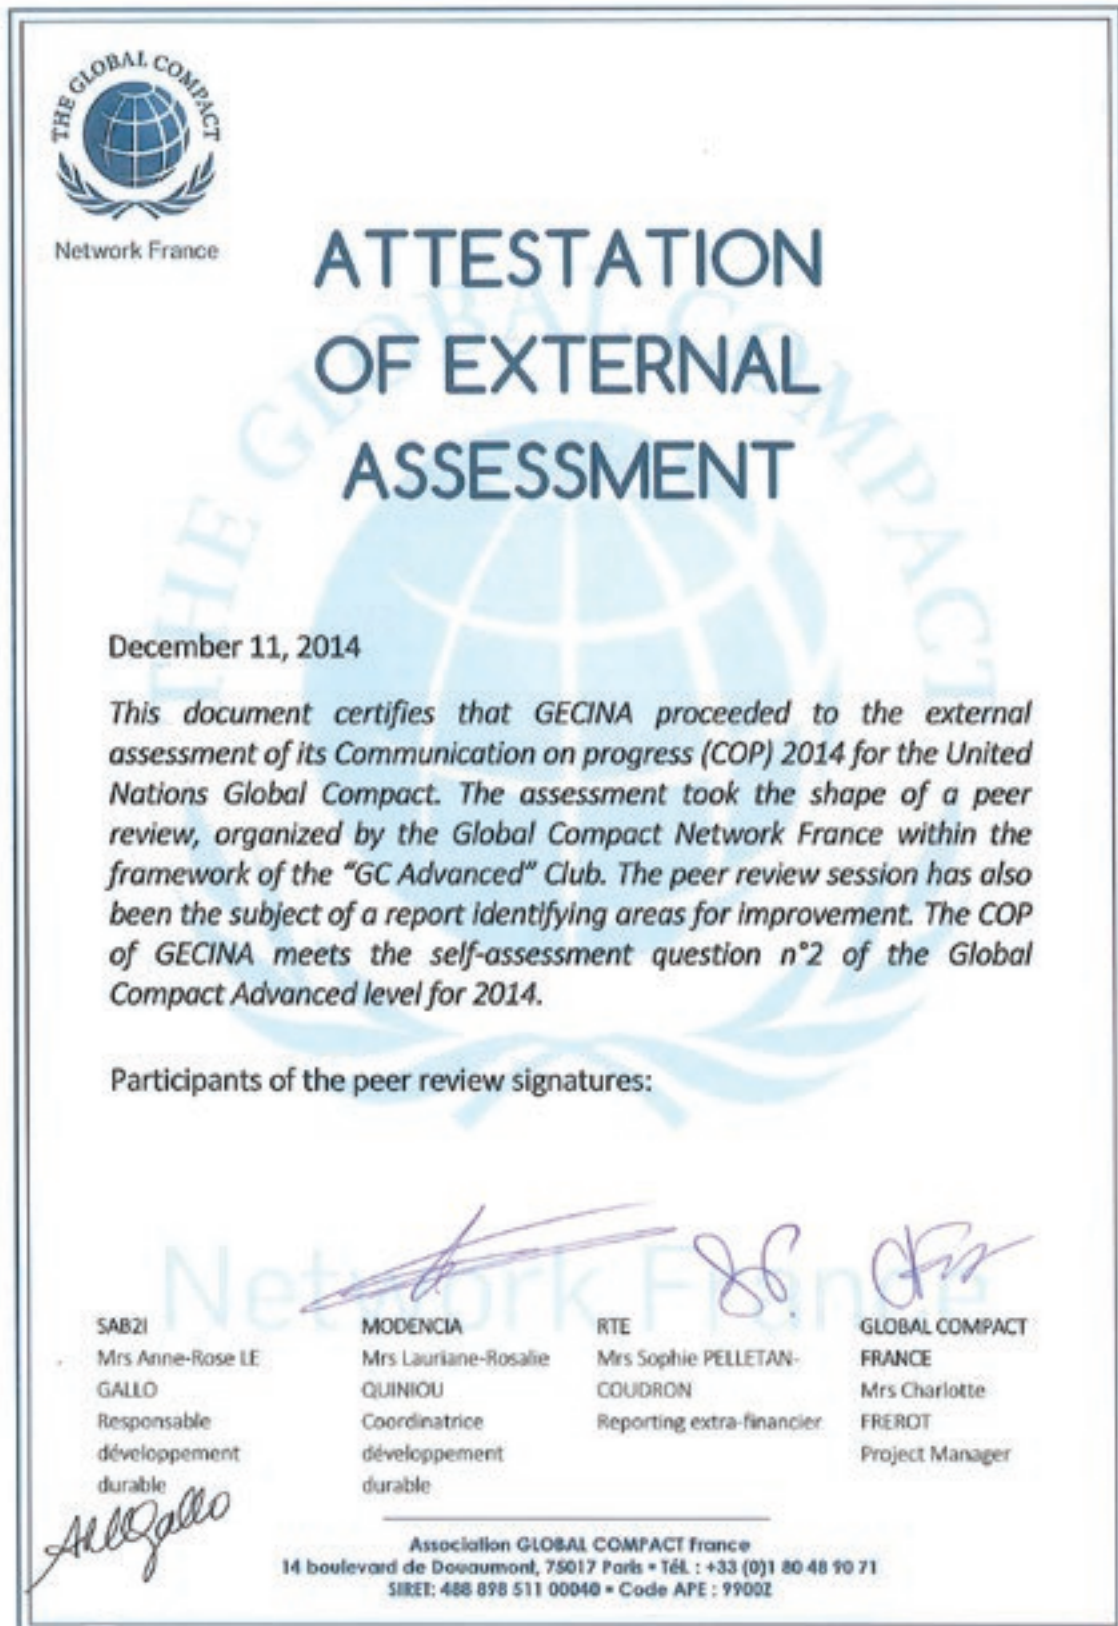 THE GLOBAL COMPACT
Network France
ATTESTATION
OF EXTERNAL
ASSESSMENT
THE GLOBAL COMPACT
December 11, 2014
This document certifies that GECINA proceeded to the external
assessment of its Communication on progress (COP) 2014 for the United
Nations Global Compact. The assessment took the shape of a peer
review, organized by the Global Compact Network France within the
framework of the “GC Advanced” Club. The peer review session has also
been the subject of a report identifying areas for improvement. The COP
of GECINA meets the self-assessment question n°2 of the Global
Compact Advanced level for 2014.
Participants of the peer review signatures:
Network France
SAB2I
Mrs Anne-Rose LE
GALLO
Responsable
développement
durable
MODENCIA
Mrs Lauriane-Rosalie
QUINIOU
Coordinatrice
développement
durable
RTE
Mrs Sophie PELLETAN-
COUDRON
Reporting extra-financier
GLOBAL COMPACT
FRANCE
Mrs Charlotte
FREROT
Project Manager
Association GLOBAL COMPACT France
14 boulevard de Douaumont, 75017 Paris • Tél. : +33 (0)1 80 48 90 71
SIRET: 488 898 511 00040 • Code APE : 9900Z